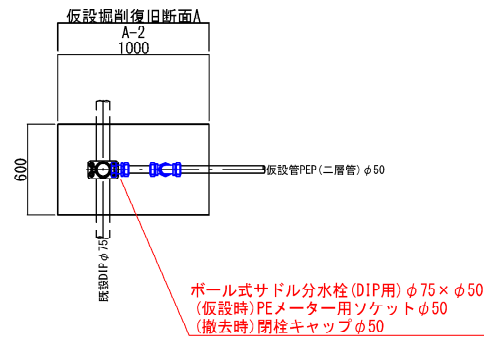 仮設掘削復旧断面A
A-2
1000
600
仮設管PEP(二層管)φ50
既設DIPφ75
ボール式サドル分水栓(DIP用)φ75×φ50
(仮設時)PEメーター用ソケットφ50
(撤去時)閉栓キャップφ50